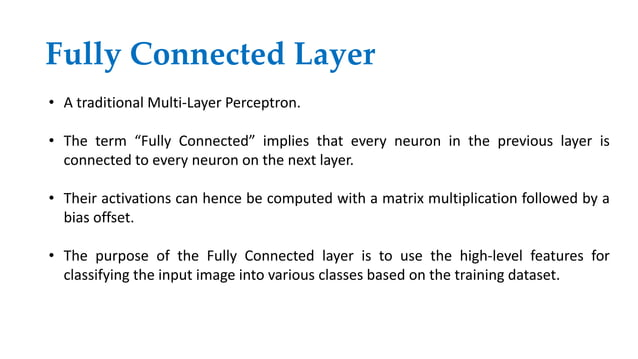 Fully Connected Layer
• A traditional Multi-Layer Perceptron.
• The term “Fully Connected” implies that every neuron in the previous layer is
connected to every neuron on the next layer.
• Their activations can hence be computed with a matrix multiplication followed by a
bias offset.
• The purpose of the Fully Connected layer is to use the high-level features for
classifying the input image into various classes based on the training dataset.